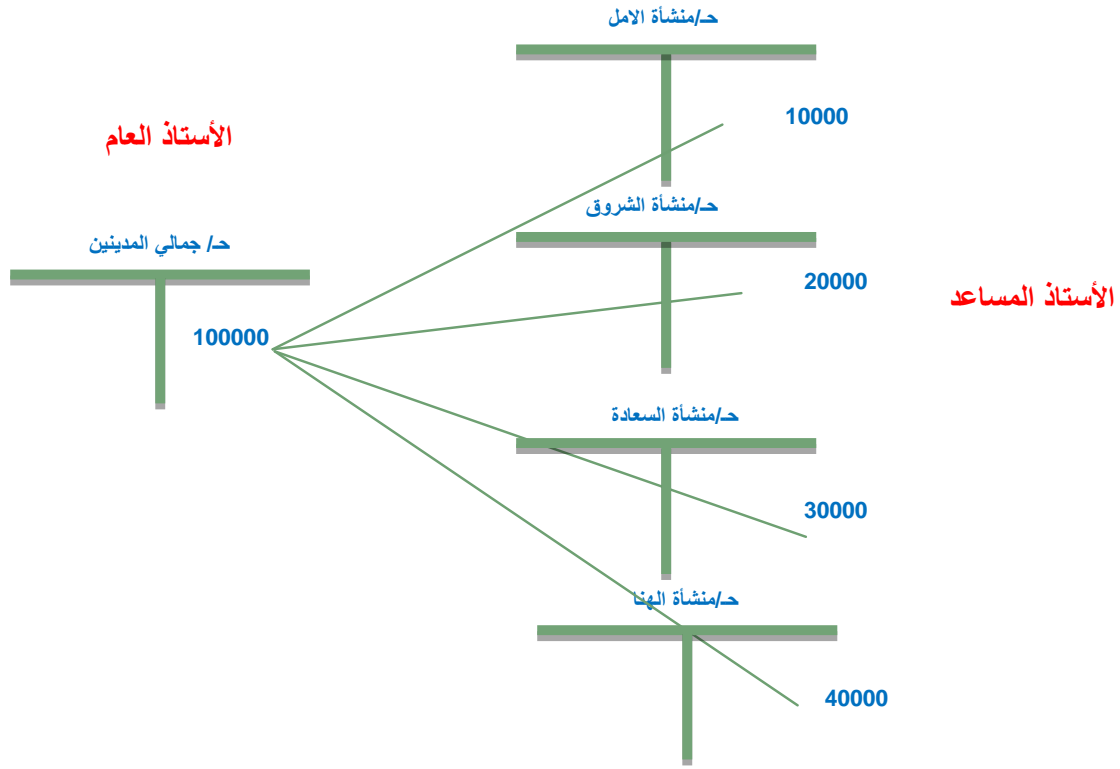 حـ/منشأة الامل
10000
الأستاذ العام
حـ/منشأة الشروق
حـ/ جمالي المدينين
20000
الأستاذ المساعد
100000
حـ/منشأة السعادة
30000
حـ/منشأة الهنا
40000